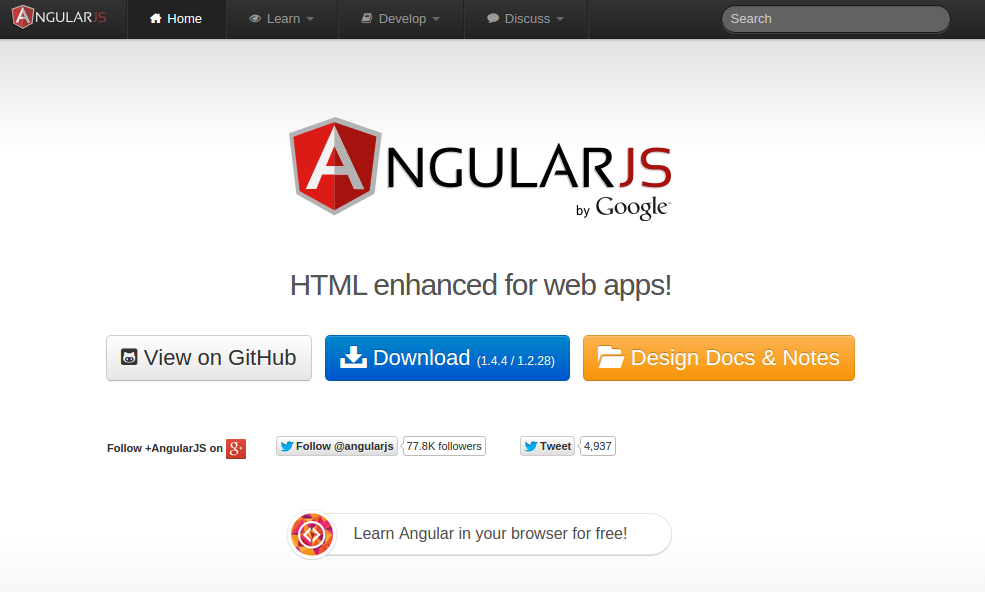 ANGULARJS Home Learn Develop Discuss Search
ANGULARJS
by Google
HTML enhanced for web apps!
View on GitHub Download (1.4.4 / 1.2.28) Design Docs & Notes
Follow +AngularJS on g+ Follow @angularjs 77.8K followers Tweet 4,937
Learn Angular in your browser for free!